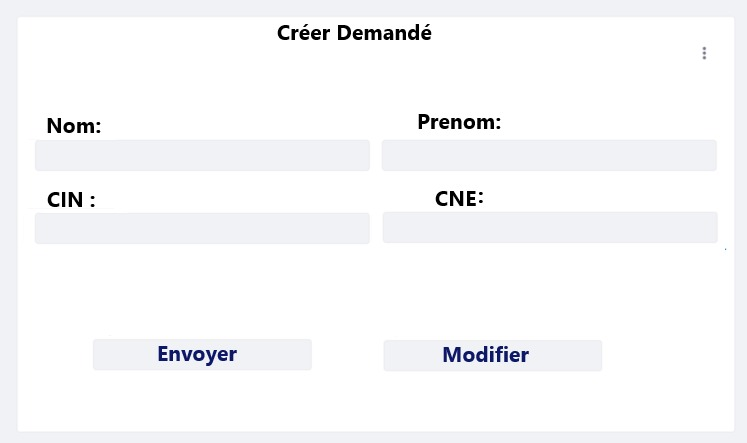 Créer Demandé
Nom:
Prenom:
CIN :
CNE:
Envoyer
Modifier